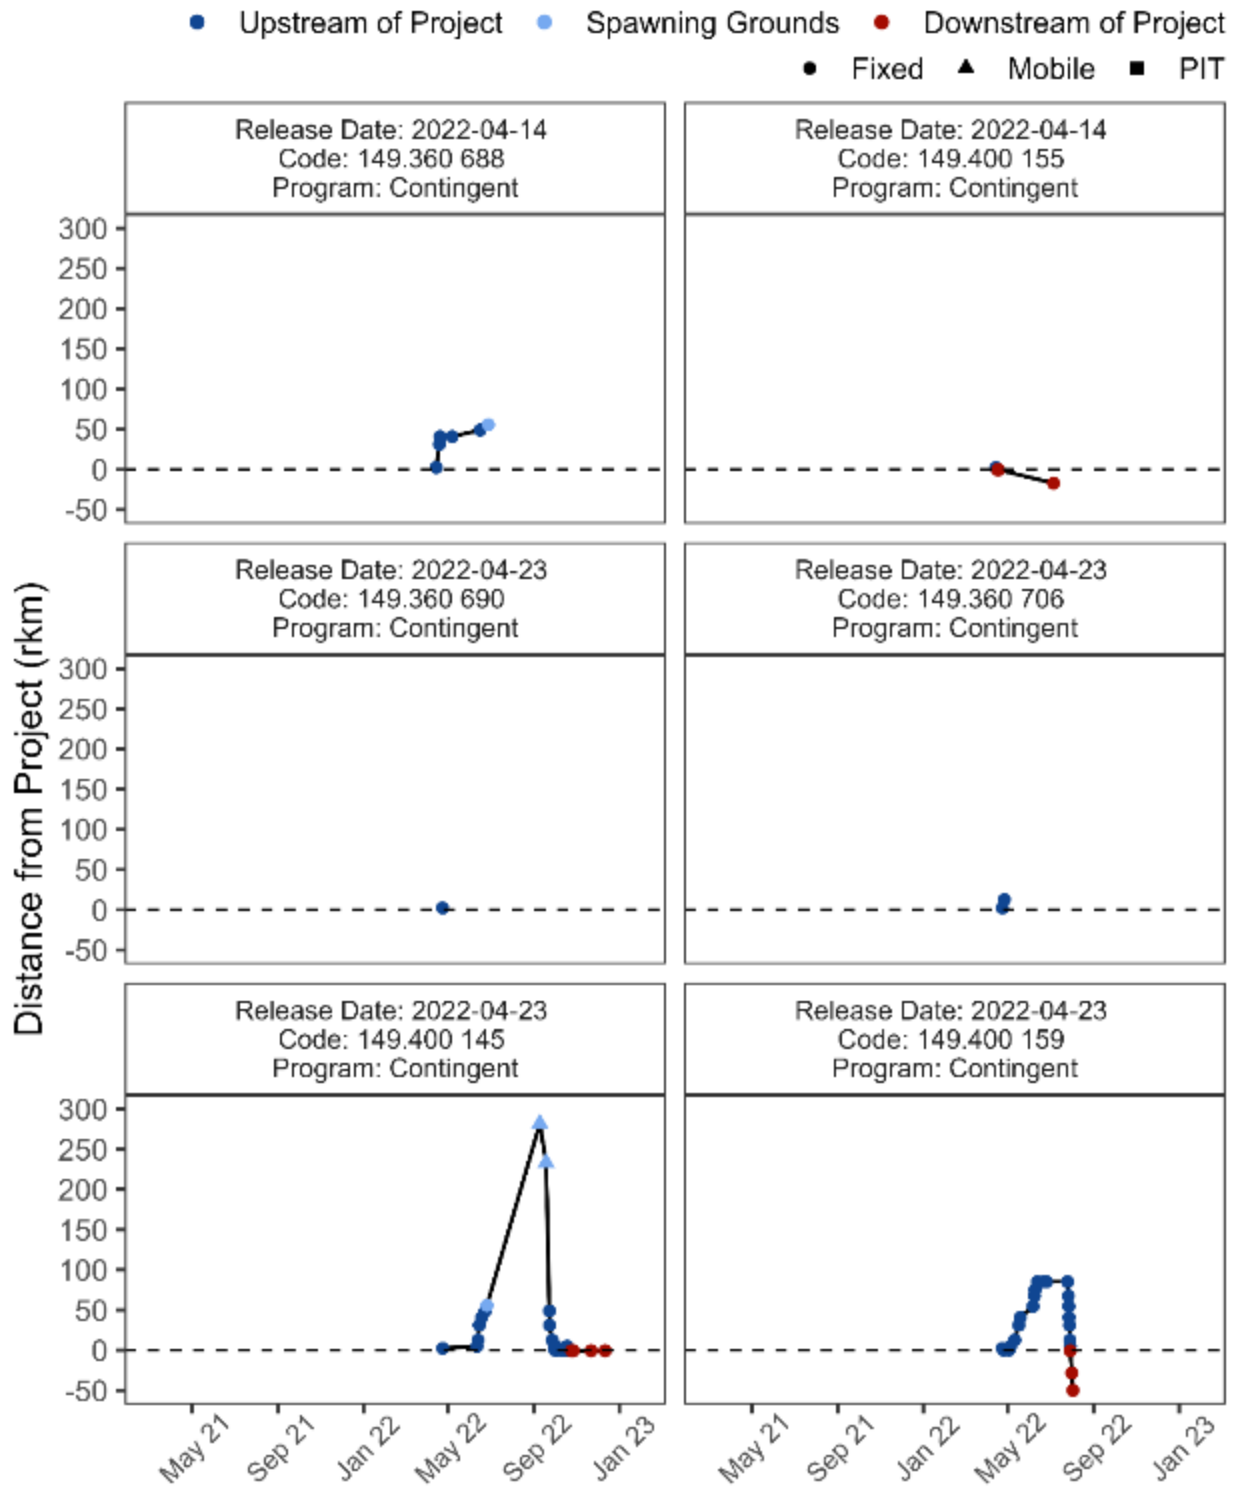 Upstream of Project Spawning Grounds Downstream of Project
Fixed Mobile PIT
Distance from Project (rkm)
Release Date: 2022-04-14
Code: 149.360 688
Program: Contingent
Release Date: 2022-04-14
Code: 149.400 155
Program: Contingent
300
250
200
150
100
50
0
-50
Release Date: 2022-04-23
Code: 149.360 690
Program: Contingent
Release Date: 2022-04-23
Code: 149.360 706
Program: Contingent
300
250
200
150
100
50
0
-50
Release Date: 2022-04-23
Code: 149.400 145
Program: Contingent
Release Date: 2022-04-23
Code: 149.400 159
Program: Contingent
300
250
200
150
100
50
0
-50
May 21 Sep 21 Jan 22 May 22 Sep 22 Jan 23
May 21 Sep 21 Jan 22 May 22 Sep 22 Jan 23